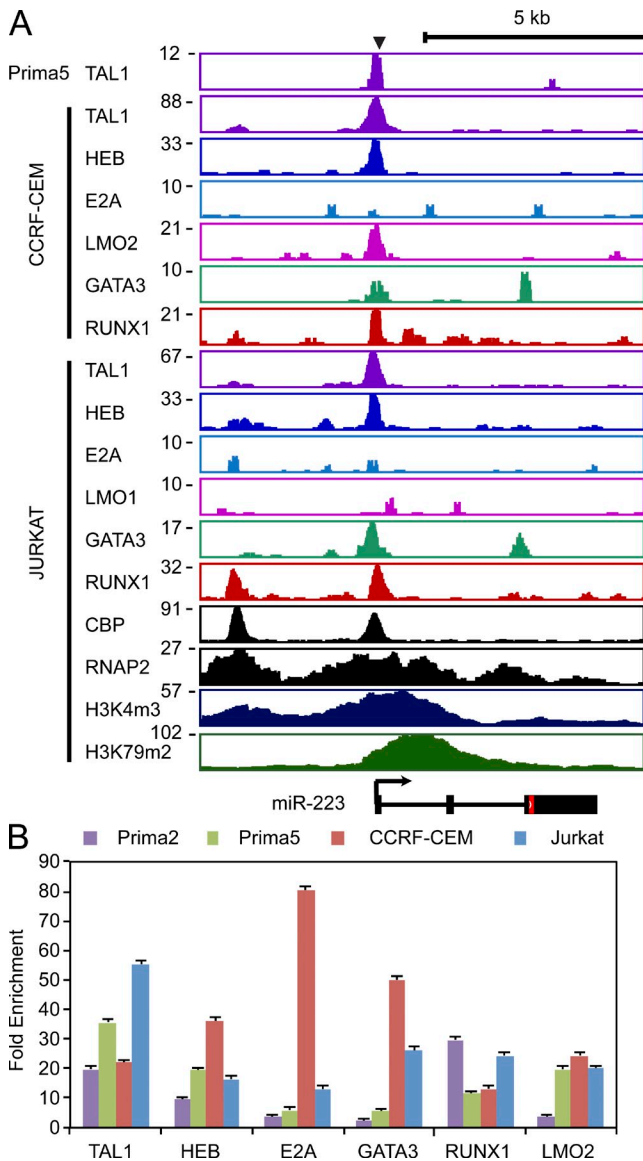 A
5 kb
Prima5 TAL1 12
CCRF-CEM
TAL1 88
HEB 33
E2A 10
LMO2 21
GATA3 10
RUNX1 21
JURKAT
TAL1 67
HEB 33
E2A 10
LMO1 10
GATA3 17
RUNX1 32
CBP 91
RNAP2 27
H3K4m3 57
H3K79m2 102
miR-223
B
Prima2 Prima5 CCRF-CEM Jurkat
Fold Enrichment
90
80
70
60
50
40
30
20
10
0
TAL1 HEB E2A GATA3 RUNX1 LMO2